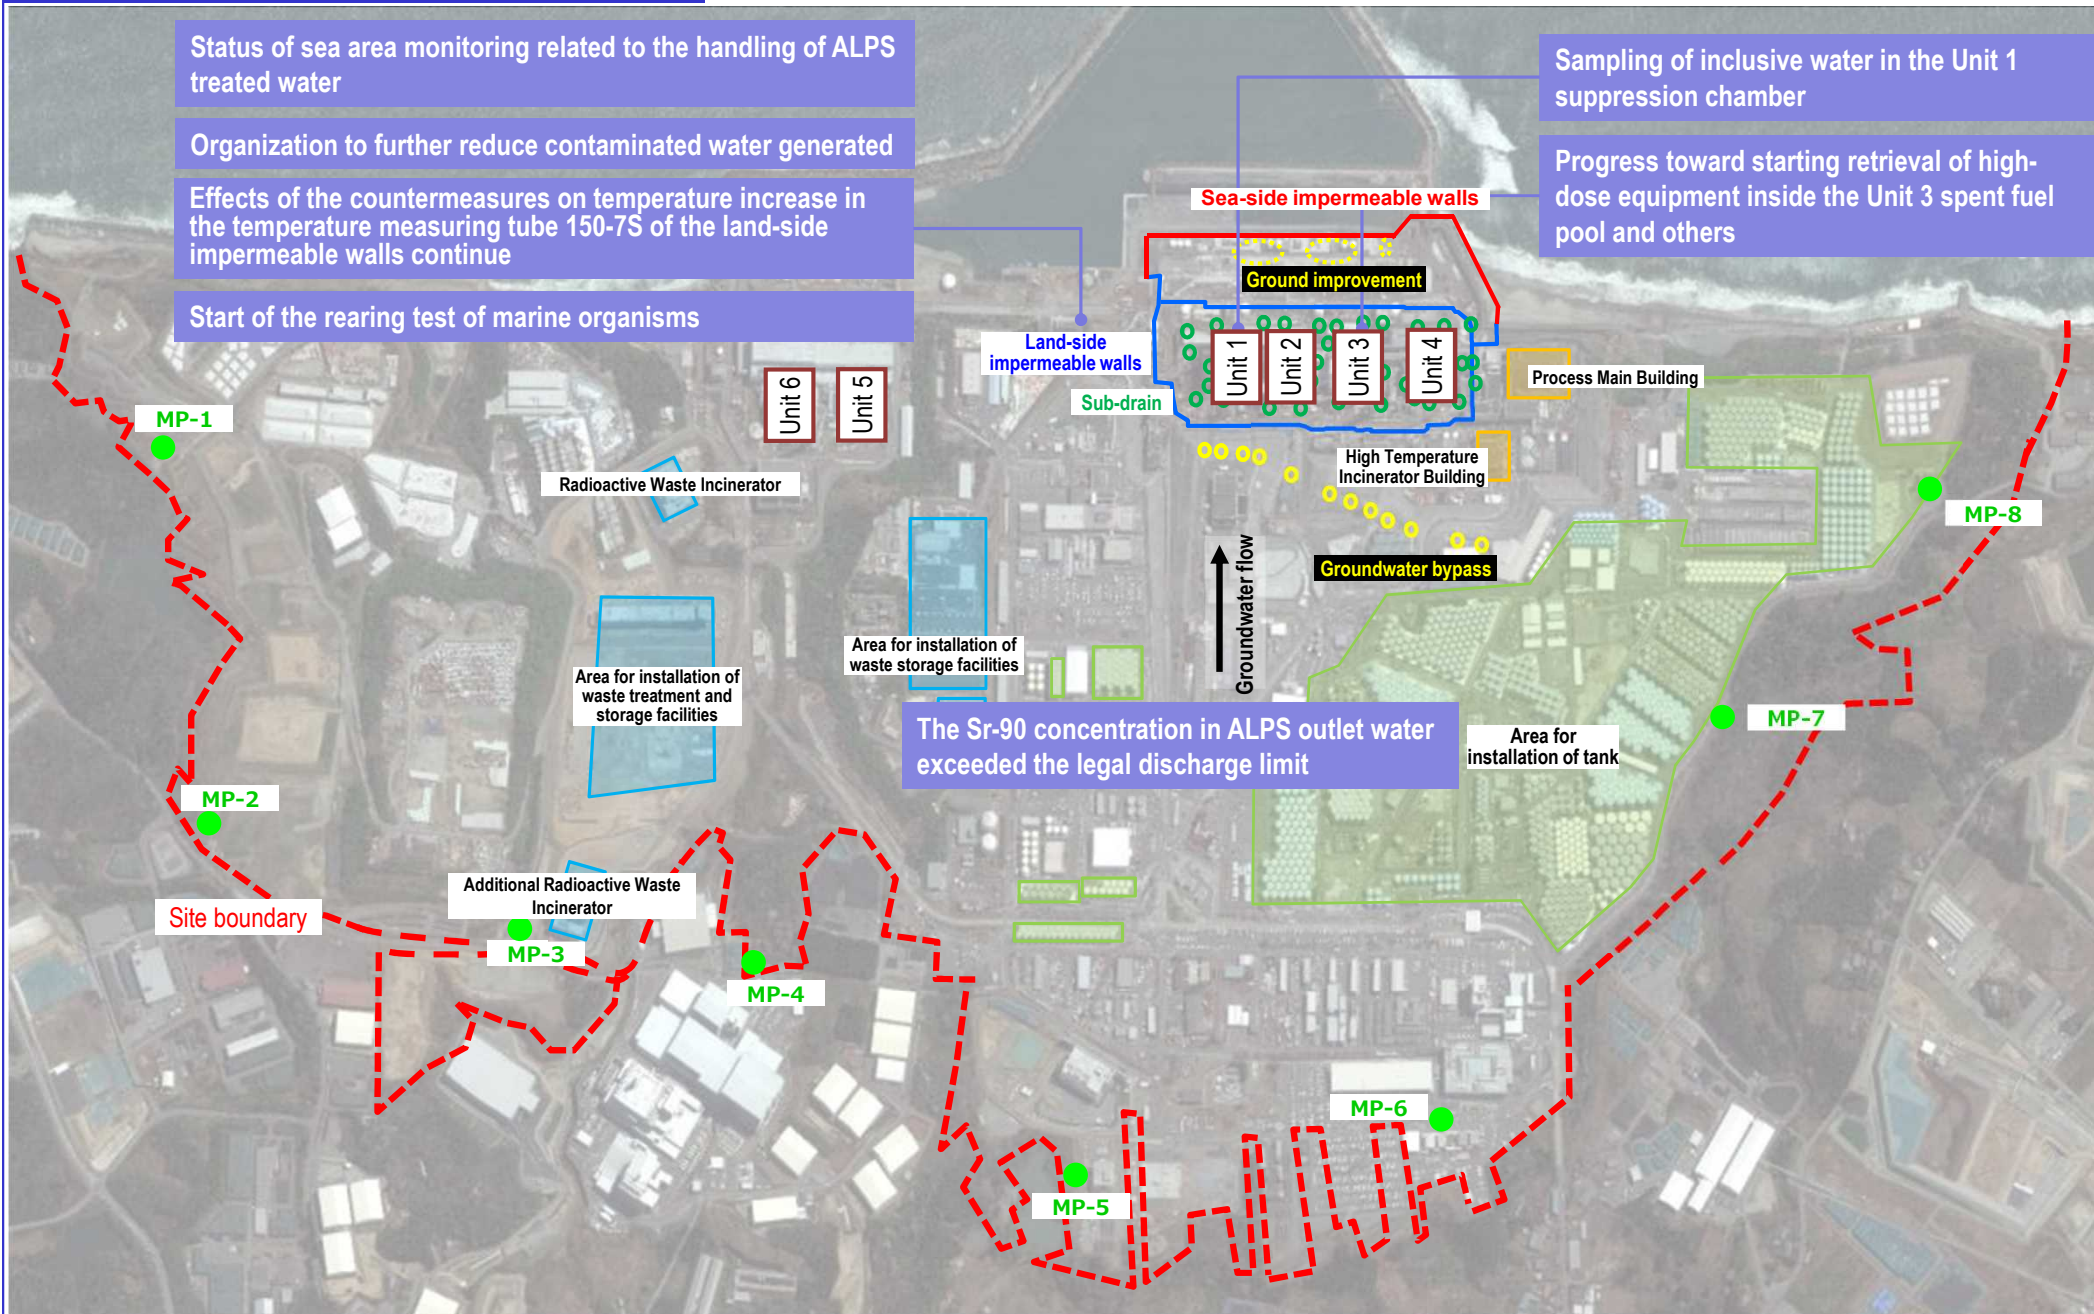 Status of sea area monitoring related to the handling of ALPS
treated water
Organization to further reduce contaminated water generated
Effects of the countermeasures on temperature increase in
the temperature measuring tube 150-7S of the land-side
impermeable walls continue
Start of the rearing test of marine organisms
Sampling of inclusive water in the Unit 1
suppression chamber
Progress toward starting retrieval of high-
dose equipment inside the Unit 3 spent fuel
pool and others
Sea-side impermeable walls
Ground improvement
Land-side
impermeable walls
Sub-drain
Unit 1
Unit 2
Unit 3
Unit 4
Process Main Building
Unit 6
Unit 5
MP-1
High Temperature
Incinerator Building
Radioactive Waste Incinerator
MP-8
Groundwater bypass
Groundwater flow
Area for installation of
waste storage facilities
Area for installation of
waste treatment and
storage facilities
MP-7
The Sr-90 concentration in ALPS outlet water
exceeded the legal discharge limit
Area for
installation of tank
MP-2
Additional Radioactive Waste
Incinerator
Site boundary
MP-3
MP-4
MP-6
MP-5